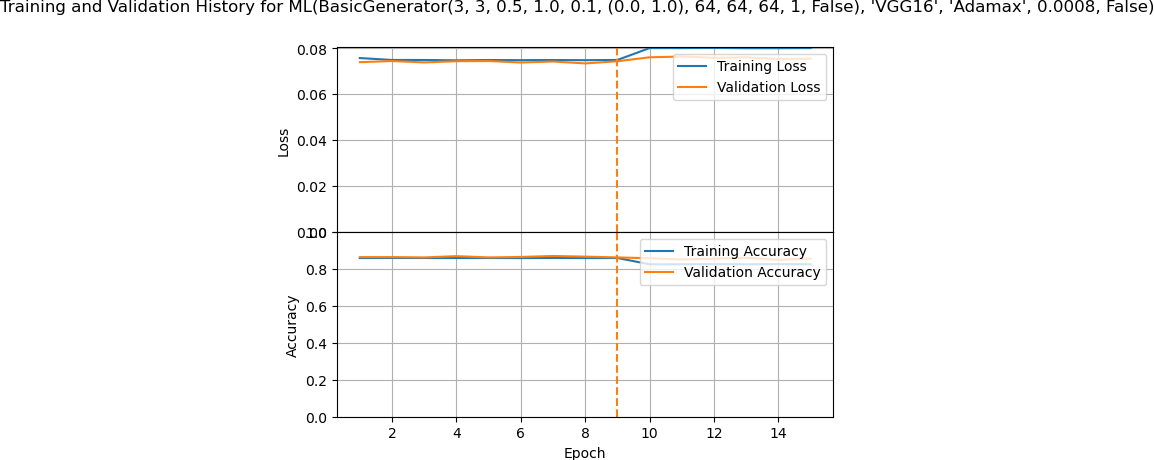 Training and Validation History for ML(BasicGenerator(3, 3, 0.5, 1.0, 0.1, (0.0, 1.0), 64, 64, 64, 1, False), 'VGG16', 'Adamax', 0.0008, False)
0.08
0.06
0.04
0.02
0.00
Loss
Training Loss
Validation Loss
1.0
0.8
0.6
0.4
0.2
0.0
Accuracy
Training Accuracy
Validation Accuracy
2 4 6 8 10 12 14
Epoch